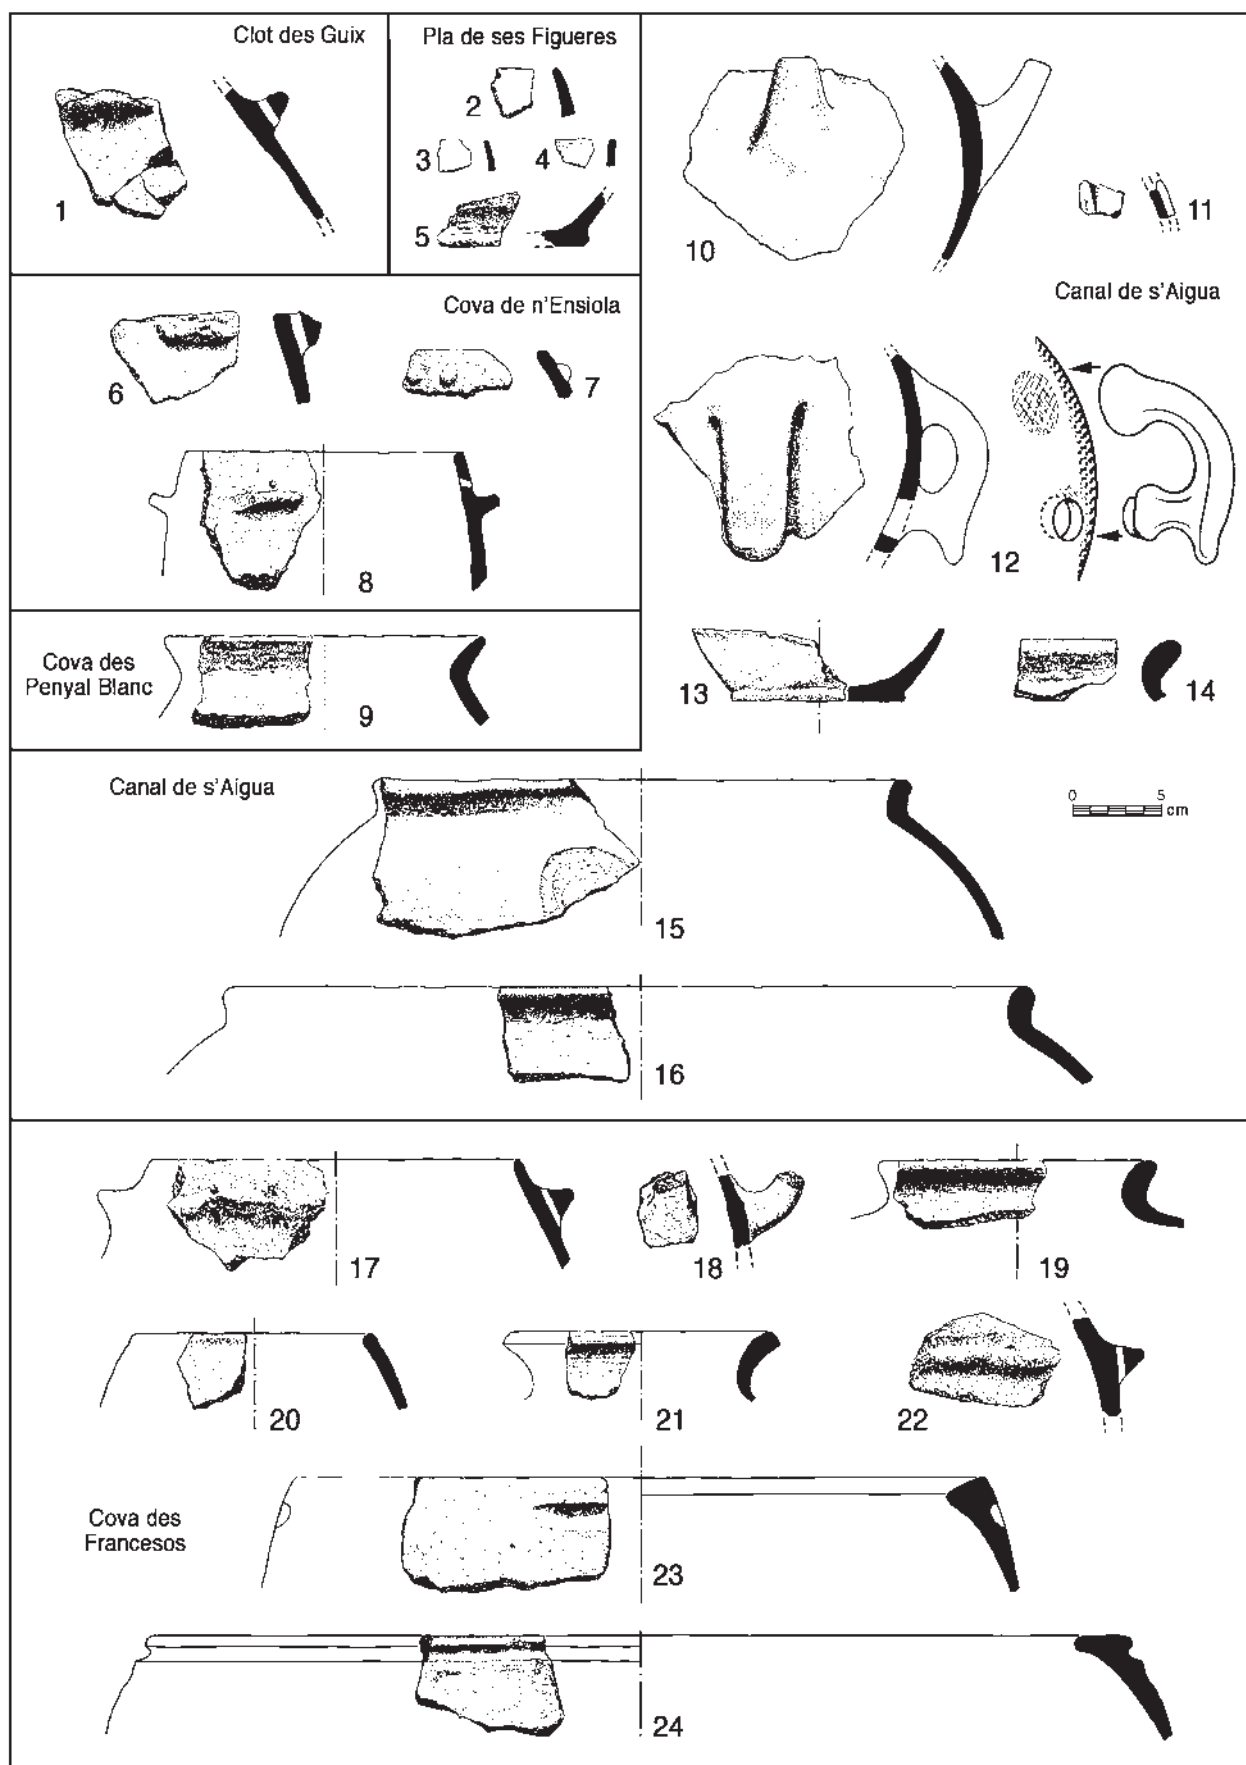 Clot des Guix
1
Pla de ses Figueres
2
3
4
5
10
11
Canal de s'Aigua
12
13
14
Cova de n'Ensiola
6
7
8
Cova des
Penyal Blanc
9
Canal de s'Aigua
0 5
cm
15
16
17
18
19
20
21
22
Cova des
Francesos
23
24